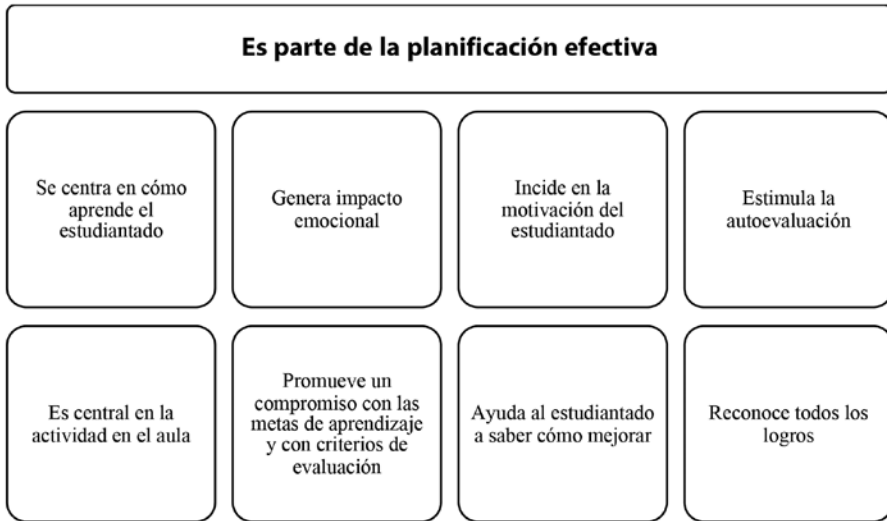 Es parte de la planificación efectiva
Se centra en cómo
aprende el
estudiantado
Genera impacto
emocional
Incide en la
motivación del
estudiantado
Estimula la
autoevaluación
Es central en la
actividad en el aula
Promueve un
compromiso con las
metas de aprendizaje
y con criterios de
evaluación
Ayuda al estudiantado
a saber cómo mejorar
Reconoce todos los
logros